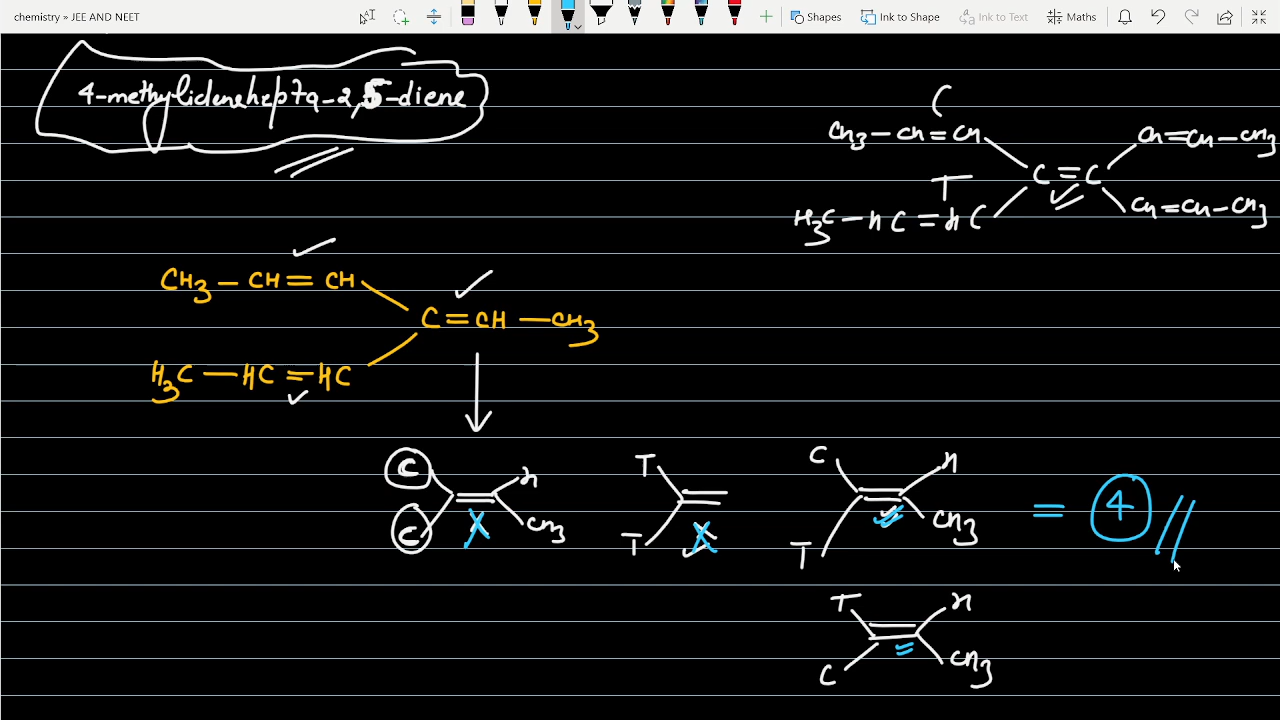 chemistry » JEE AND NEET
Shapes
Ink to Shape
Ink to Text
Maths
4-methylidenehepta-2,5-diene
CH3-CH=CH
C=CH-CH3
H3C-HC=HC
C
CH3-CH=CH
CH=CH-CH3
C=C
T
H3C-HC=HC
CH=CH-CH3
C
H
C
CH3
T
T
C
H
T
CH3
= 4 //
T
H
C
CH3